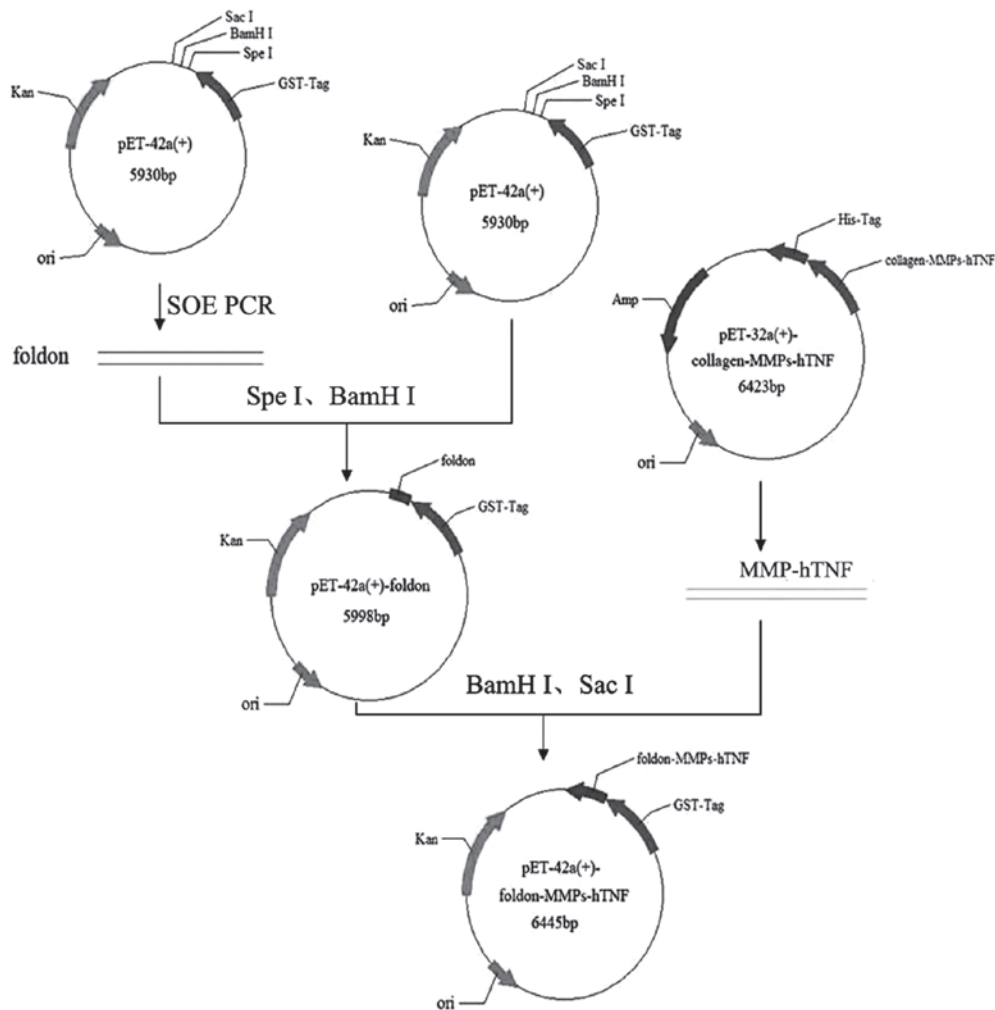 Sac I
BamH I
Spe I
GST-Tag
Kan
pET-42a(+)
5930bp
ori
Sac I
BamH I
Spe I
GST-Tag
Kan
pET-42a(+)
5930bp
ori
His-Tag
collagen-MMPs-hTNF
Amp
pET-32a(+)-
collagen-MMPs-hTNF
6423bp
ori
SOE PCR
foldon
Spe I、BamH I
foldon
GST-Tag
Kan
pET-42a(+)-foldon
5998bp
ori
MMP-hTNF
BamH I、Sac I
foldon-MMPs-hTNF
GST-Tag
Kan
pET-42a(+)-
foldon-MMPs-hTNF
6445bp
ori